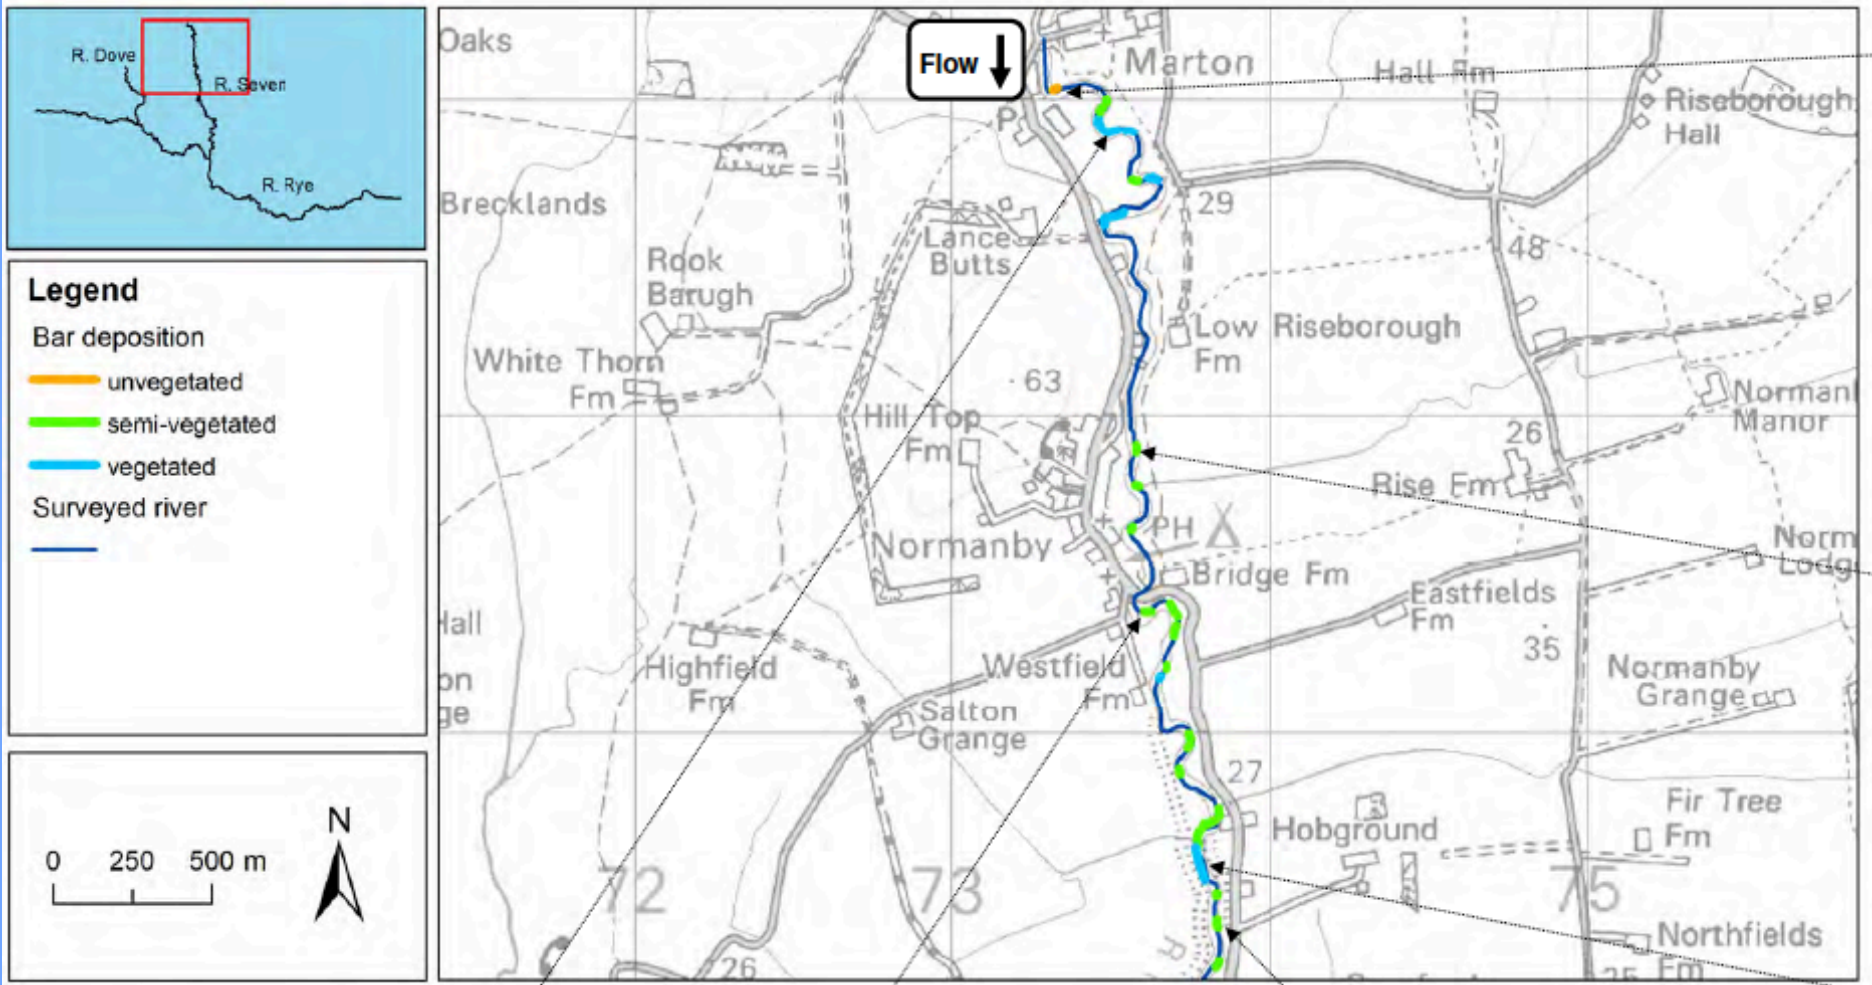 R. Dove
R. Seven
R. Rye
Legend
Bar deposition
unvegetated
semi-vegetated
vegetated
Surveyed river
0 250 500 m
N
Oaks
Flow
Marton
Hall Fm
Riseborough
Hall
P
Brecklands
29
48
Lance
Butts
Rook
Barugh
Low Riseborough
Fm
White Thorn
Fm
63
Hill Top
Fm
Norman
Manor
26
Rise Fm
PH
Normanby
Norm
Lodg
Bridge Fm
Eastfields
Fm
Hall
35
Highfield
Fm
Westfield
Fm
Normanby
Grange
on
ge
Salton
Grange
27
Fir Tree
Fm
Hobground
72
73
75
Northfields
Fm
26
R